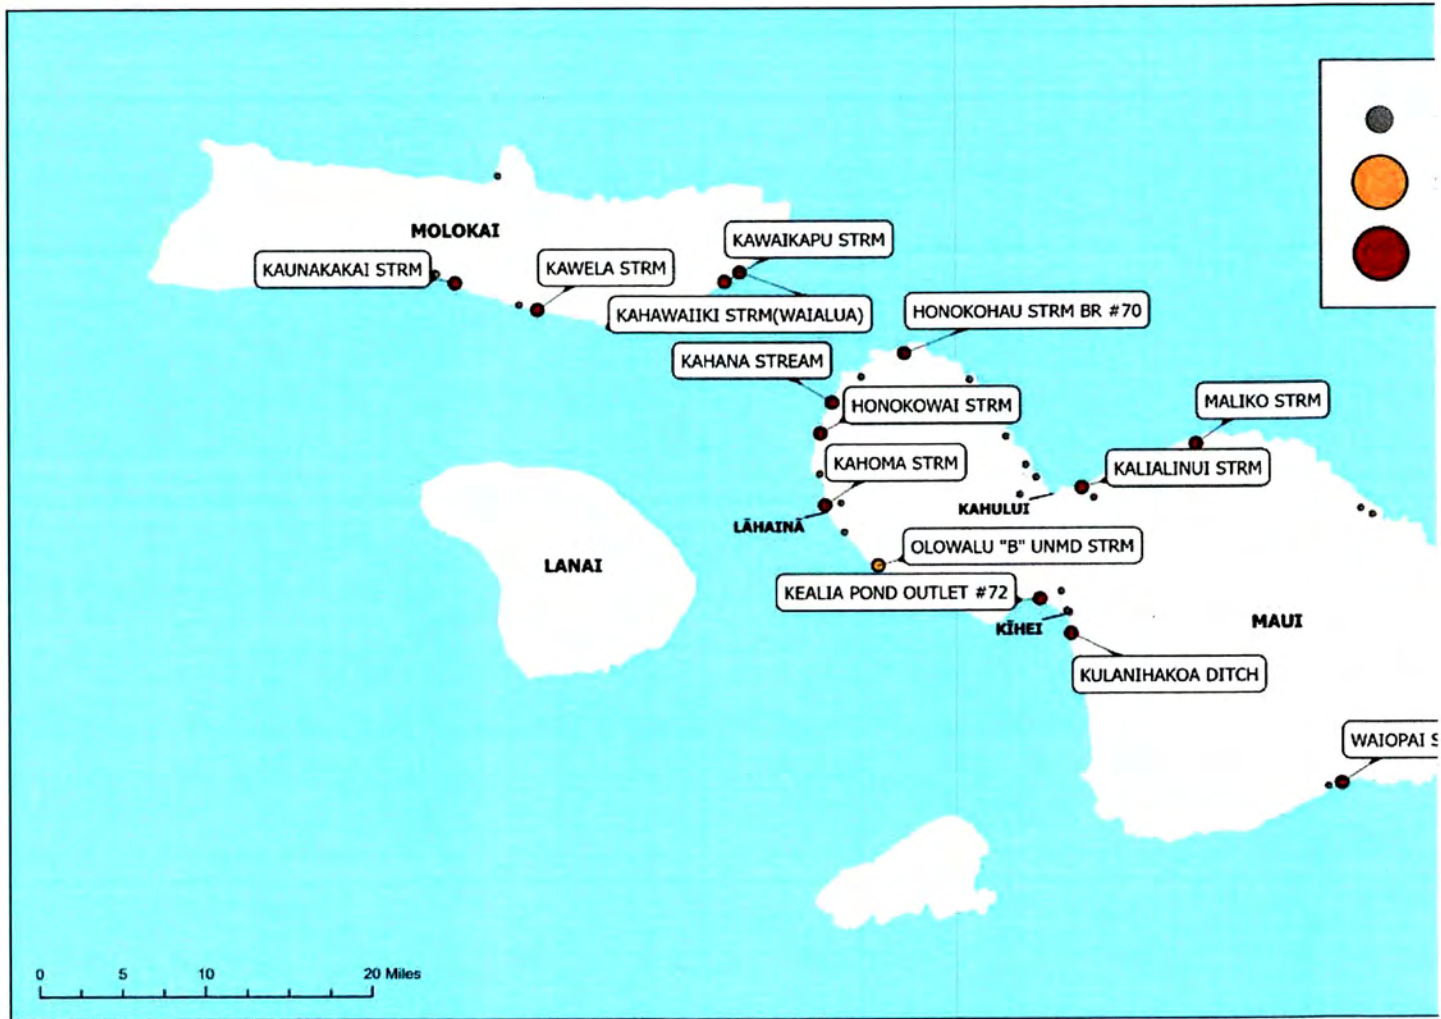 MOLOKAI
KAWAIKAPU STRM
KAUNAKAKAI STRM
KAWELA STRM
KAHAWAIIKI STRM(WAIALUA)
HONOKOHAU STRM BR #70
KAHANA STREAM
HONOKOWAI STRM
MALIKO STRM
KAHOMA STRM
KALIALINUI STRM
KAHULUI
LĀHAINĀ
OLOWALU "B" UNMD STRM
LANAI
KEALIA POND OUTLET #72
KĪHEI
MAUI
KULANIHAKOA DITCH
WAIOPAI S
0 5 10 20 Miles